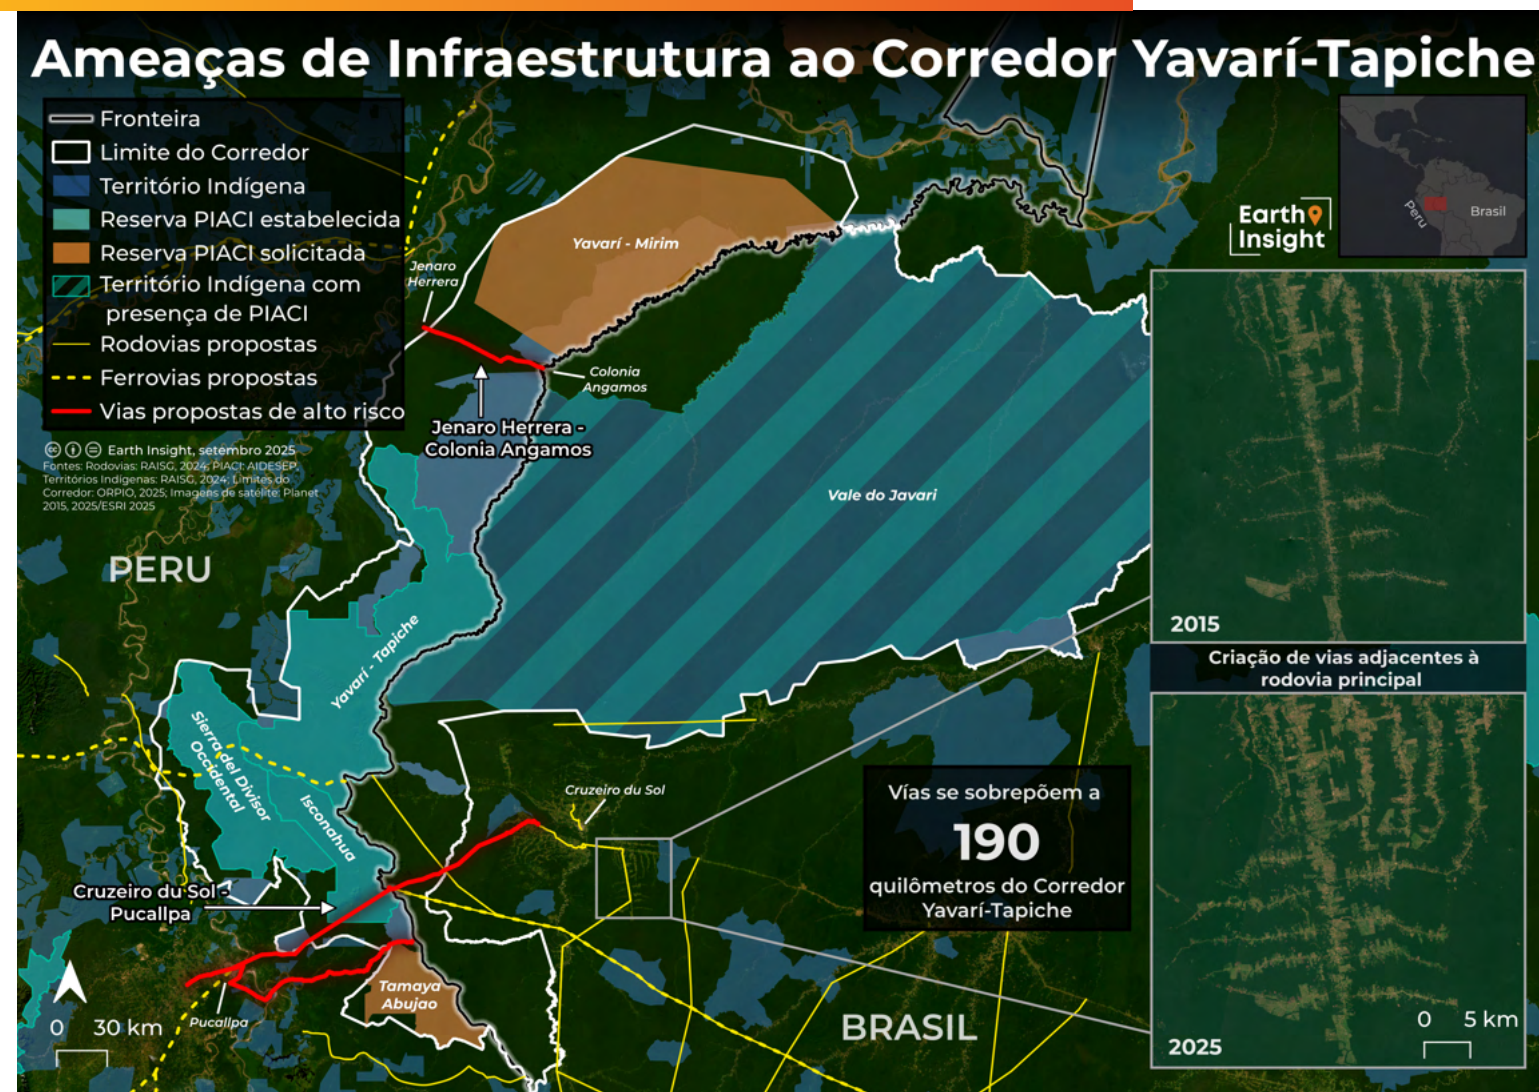 Ameaças de Infraestrutura ao Corredor Yavarí-Tapiche
Fronteira
Limite do Corredor
Território Indígena
Reserva PIACI estabelecida
Reserva PIACI solicitada
Território Indígena com
presença de PIACI
Rodovias propostas
Ferrovias propostas
Vias propostas de alto risco
Earth Insight, setembro 2025
Fontes: Rodovias: RAISG, 2024; PIACI: AIDESEP,
Territórios Indígenas: RAISG, 2024; Limites do
Corredor: ORPIO, 2025; Imagens de satélite: Planet
2015, 2025/ESRI 2025
Peru
Brasil
Earth
Insight
Yavarí - Mirim
Jenaro
Herrera
Colonia
Angamos
Jenaro Herrera -
Colonia Angamos
Vale do Javari
PERU
Yavarí - Tapiche
Sierra del Divisor
Occidental
Isconahua
Cruzeiro do Sol
Cruzeiro du Sol -
Pucallpa
Tamaya
Abujao
Pucallpa
0 30 km
BRASIL
Vías se sobrepõem a
190
quilômetros do Corredor
Yavarí-Tapiche
2015
Criação de vias adjacentes à
rodovia principal
2025
0 5 km